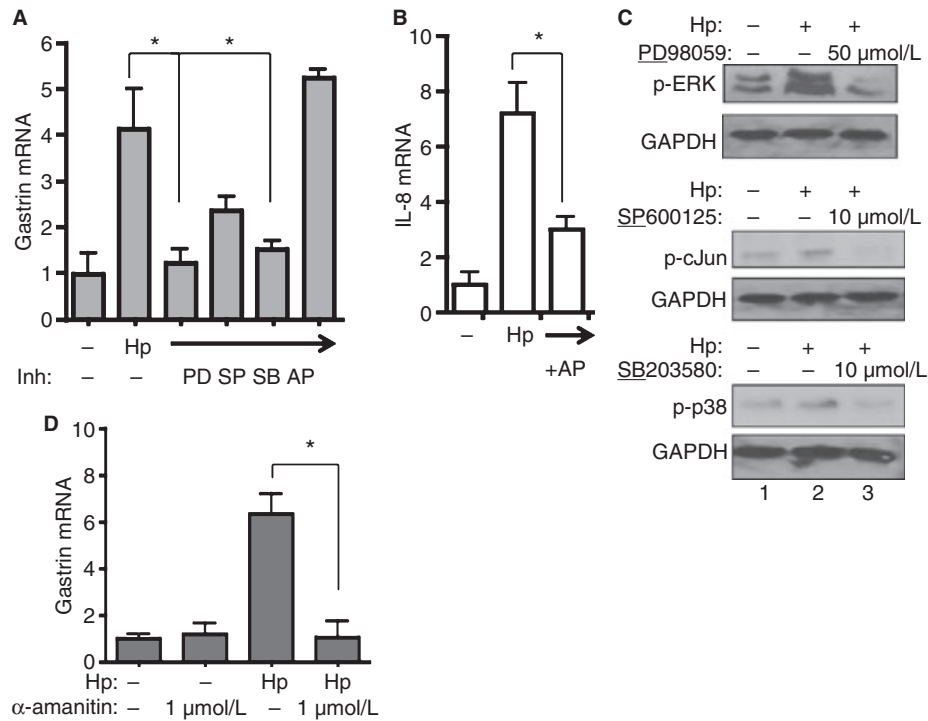 A
Gastrin mRNA
6
5
4
3
2
1
0
*
*
– Hp
Inh: – – PD SP SB AP
B
IL-8 mRNA
10
8
6
4
2
0
*
– Hp
+AP
C
Hp: – + +
PD98059: – – 50 µmol/L
p-ERK
GAPDH
Hp: – + +
SP600125: – – 10 µmol/L
p-cJun
GAPDH
Hp: – + +
SB203580: – – 10 µmol/L
p-p38
GAPDH
1 2 3
D
Gastrin mRNA
10
8
6
4
2
0
*
Hp: – – Hp Hp
α-amanitin: – 1 µmol/L – 1 µmol/L